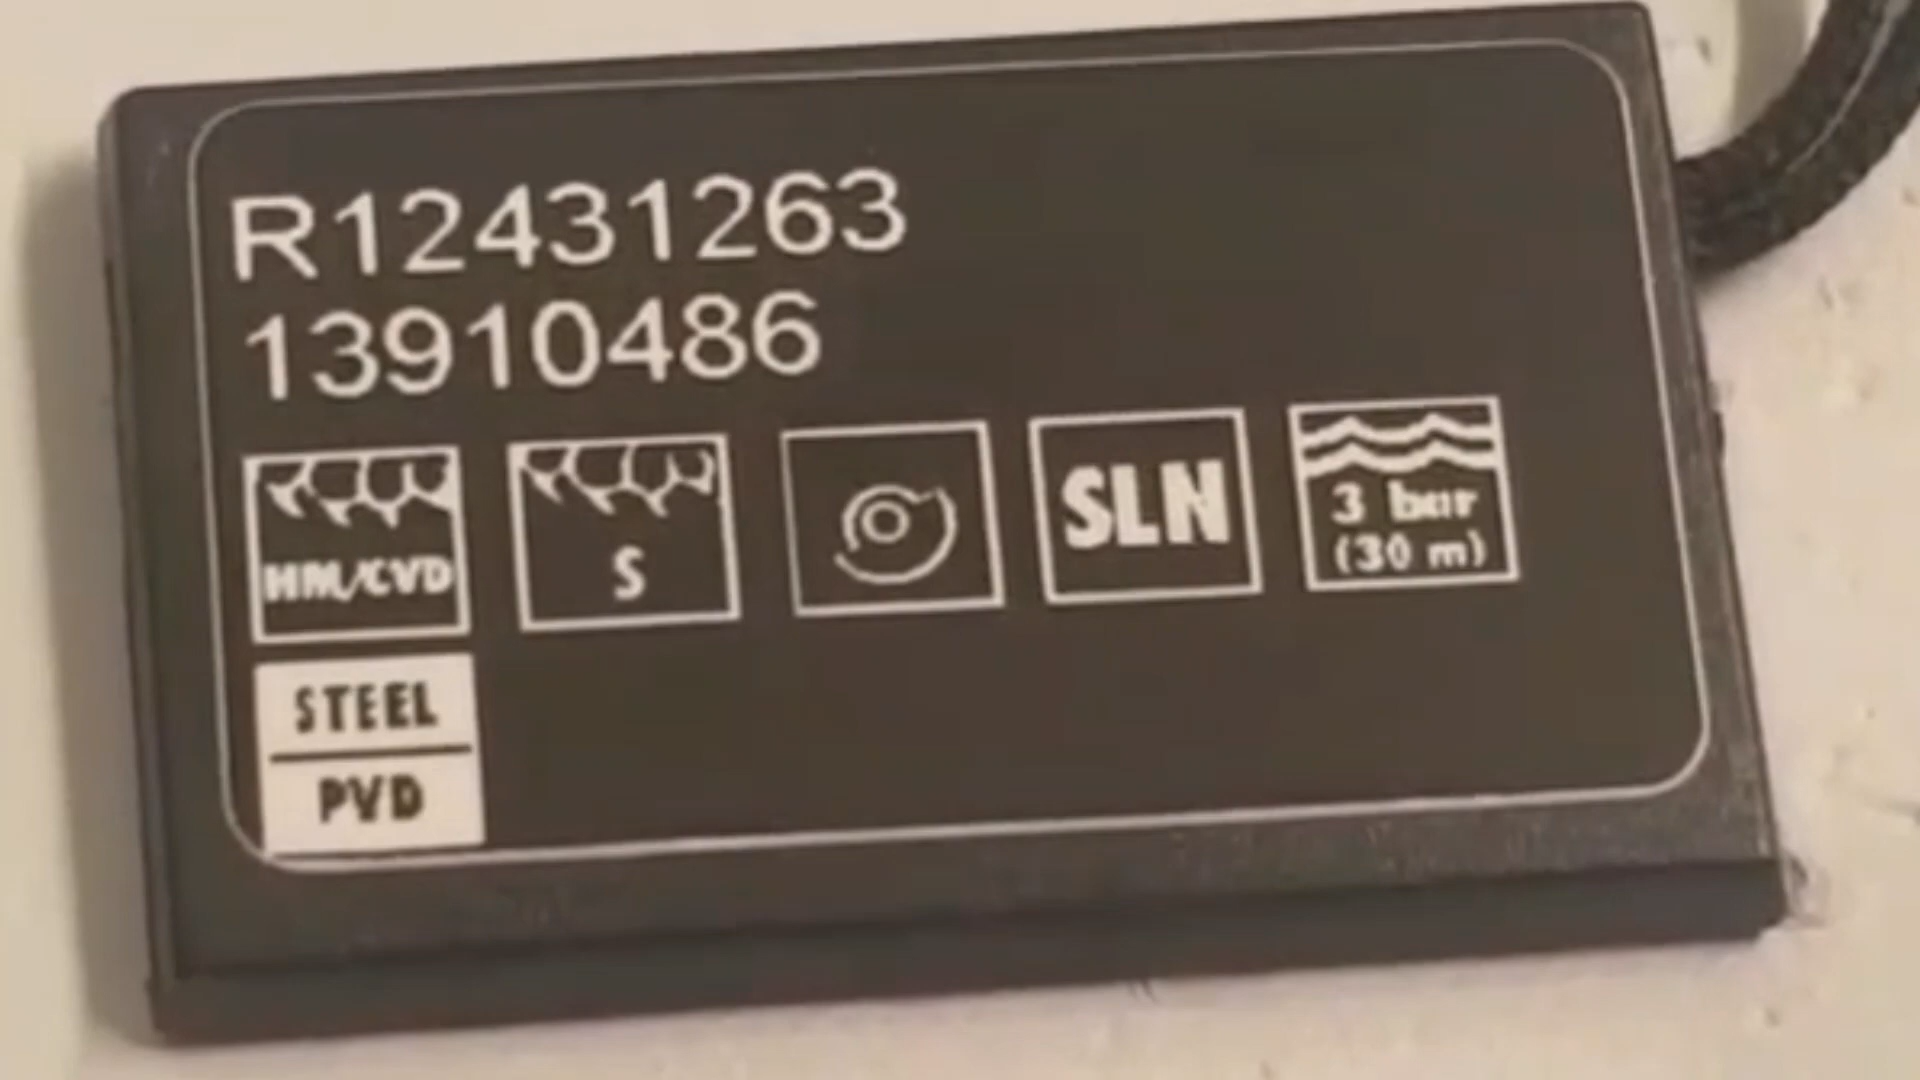 R12431263
13910486
HM/CVD
S
SLN
3 bar
(30 m)
STEEL
PVD